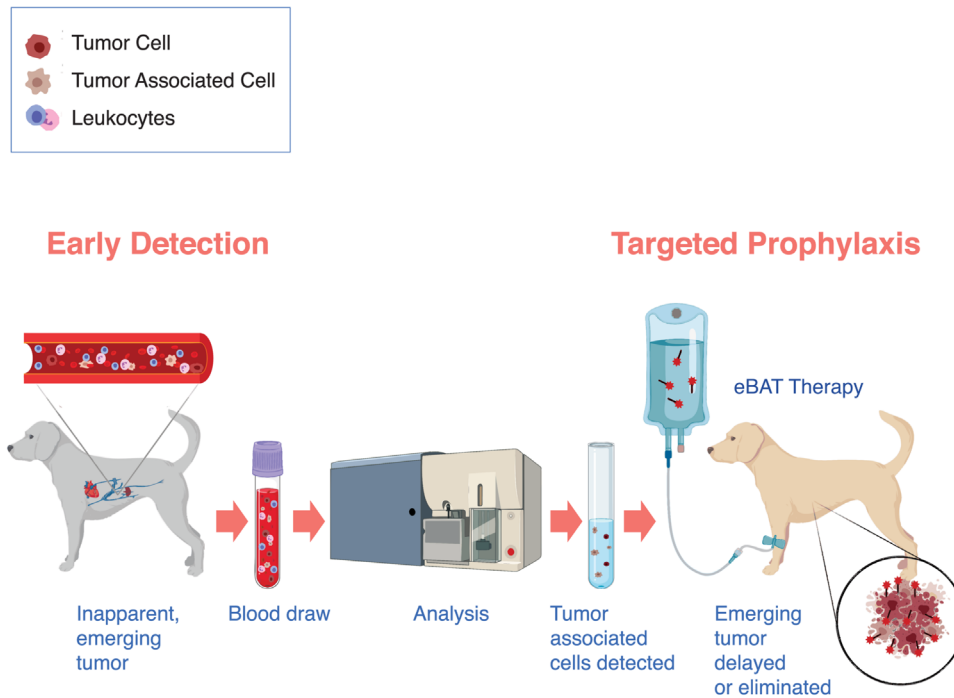 Tumor Cell
Tumor Associated Cell
Leukocytes
Early Detection
Targeted Prophylaxis
eBAT Therapy
Inapparent,
emerging
tumor
Blood draw
Analysis
Tumor
associated
cells detected
Emerging
tumor
delayed
or eliminated